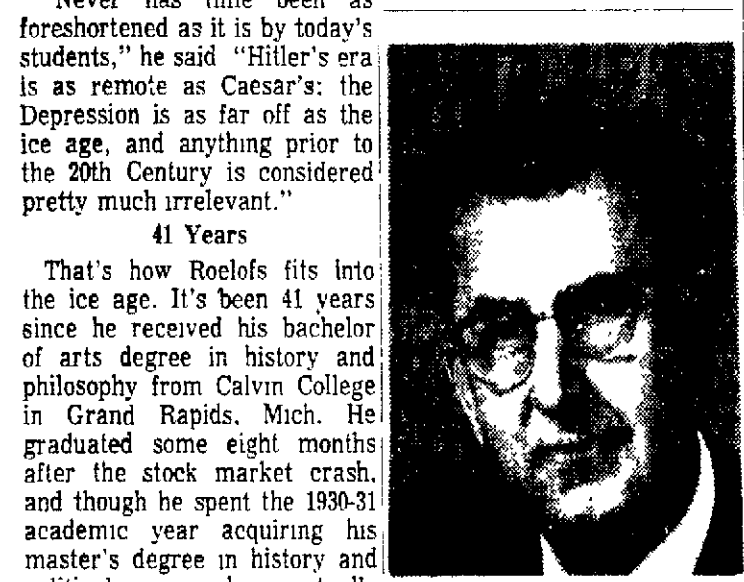 Never has time been as
foreshortened as it is by today's
students," he said "Hitler's era
is as remote as Caesar's: the
Depression is as far off as the
ice age, and anything prior to
the 20th Century is considered
pretty much irrelevant."
41 Years
That's how Roelofs fits into
the ice age. It's been 41 years
since he received his bachelor
of arts degree in history and
philosophy from Calvin College
in Grand Rapids. Mich. He
graduated some eight months
after the stock market crash.
and though he spent the 1930-31
academic year acquiring his
master's degree in history and